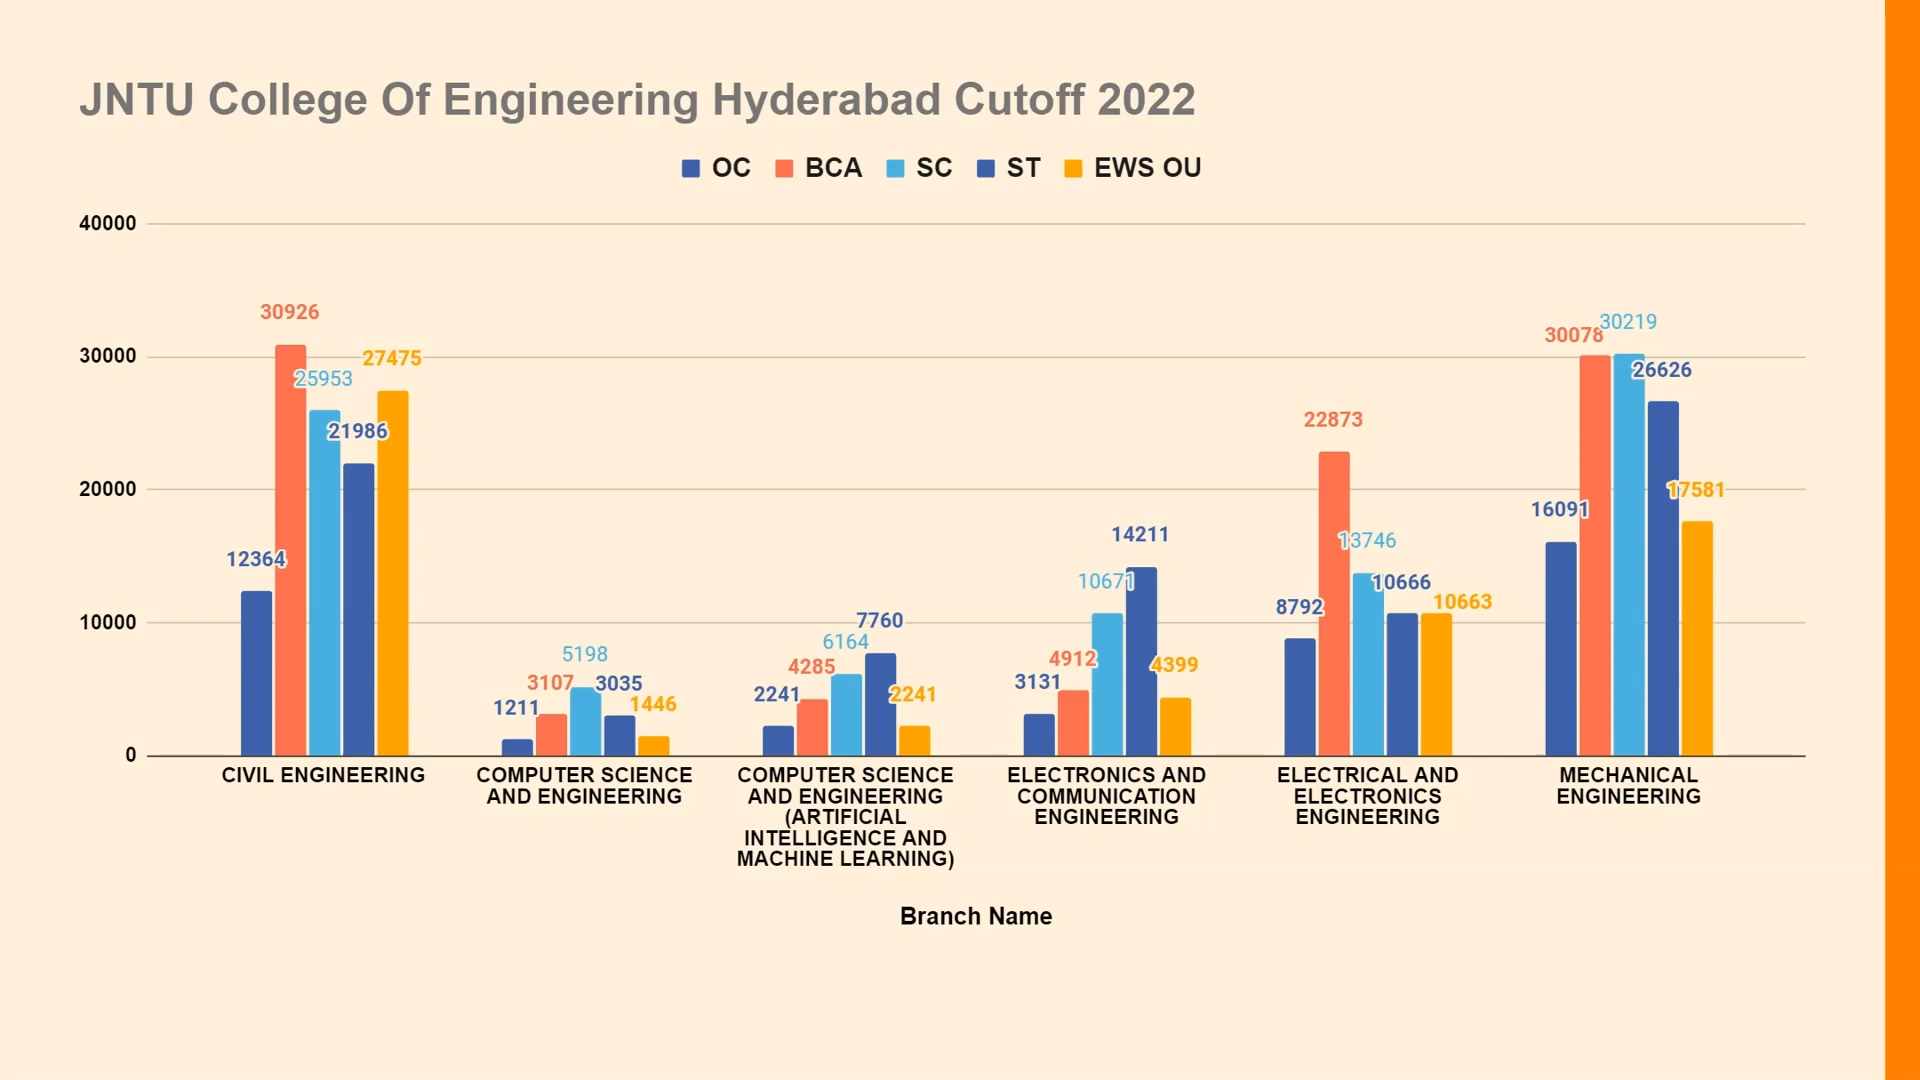 JNTU College Of Engineering Hyderabad Cutoff 2022
OC BCA SC ST EWS OU
40000
30000
20000
10000
0
12364
30926
25953
21986
27475
1211
3107
5198
3035
1446
2241
4285
6164
7760
2241
3131
4912
10671
14211
4399
8792
22873
13746
10666
10663
16091
30078
30219
26626
17581
CIVIL ENGINEERING
COMPUTER SCIENCE
AND ENGINEERING
COMPUTER SCIENCE
AND ENGINEERING
(ARTIFICIAL
INTELLIGENCE AND
MACHINE LEARNING)
ELECTRONICS AND
COMMUNICATION
ENGINEERING
ELECTRICAL AND
ELECTRONICS
ENGINEERING
MECHANICAL
ENGINEERING
Branch Name